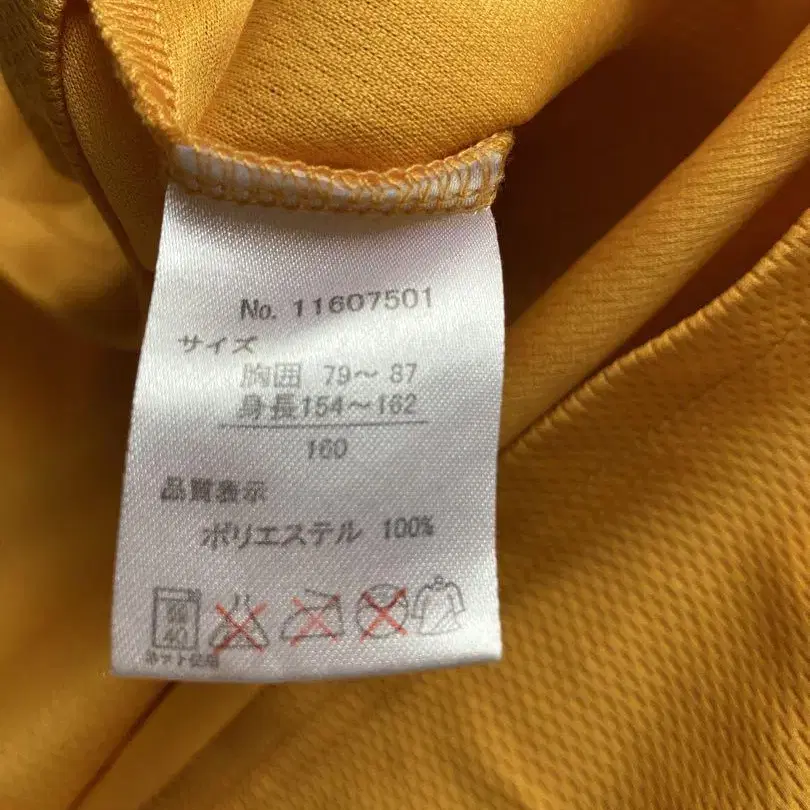 No. 11607501
サイズ
胸囲 79～ 87
身長154～162
160
品質表示
ポリエステル 100%
40
ネット使用